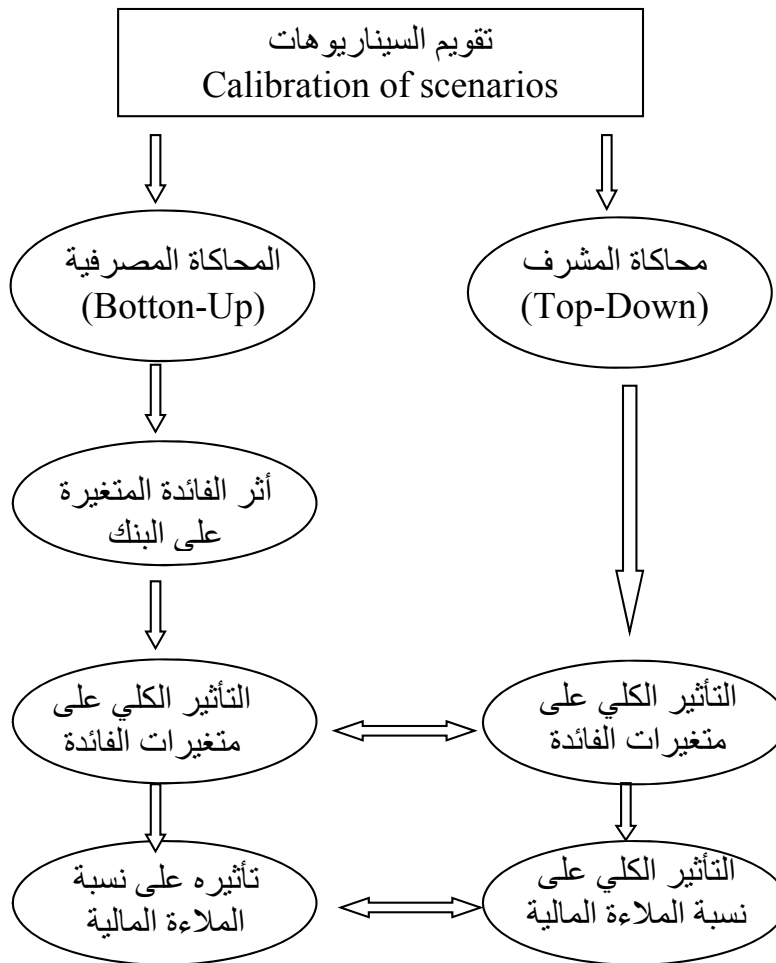 تقويم السيناريوهات
Calibration of scenarios
محاكاة المشرف
(Top-Down)
المحاكاة المصرفية
(Botton-Up)
أثر الفائدة المتغيرة
على البنك
التأثير الكلي على
متغيرات الفائدة
التأثير الكلي على
متغيرات الفائدة
التأثير الكلي على
نسبة الملاءة المالية
تأثيره على نسبة
الملاءة المالية